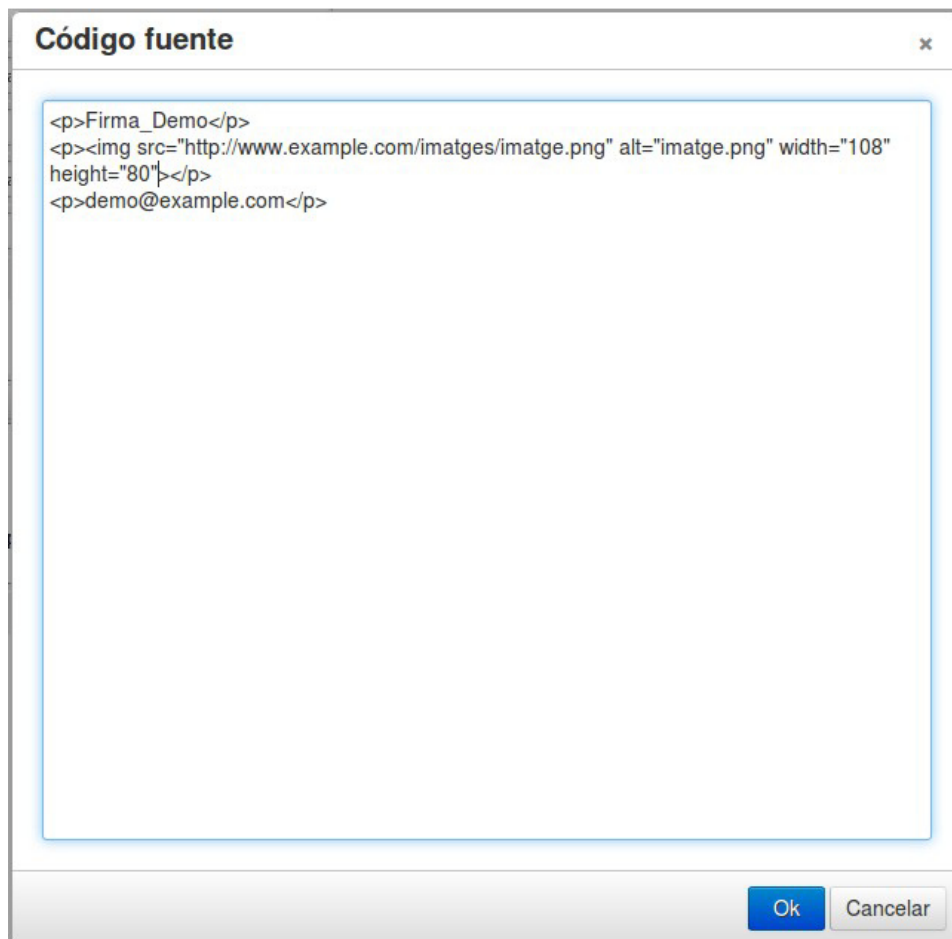 Código fuente
×
<p>Firma_Demo</p>
<p><img src="http://www.example.com/imatges/imatge.png" alt="imatge.png" width="108"
height="80"></p>
<p>demo@example.com</p>
Ok Cancelar